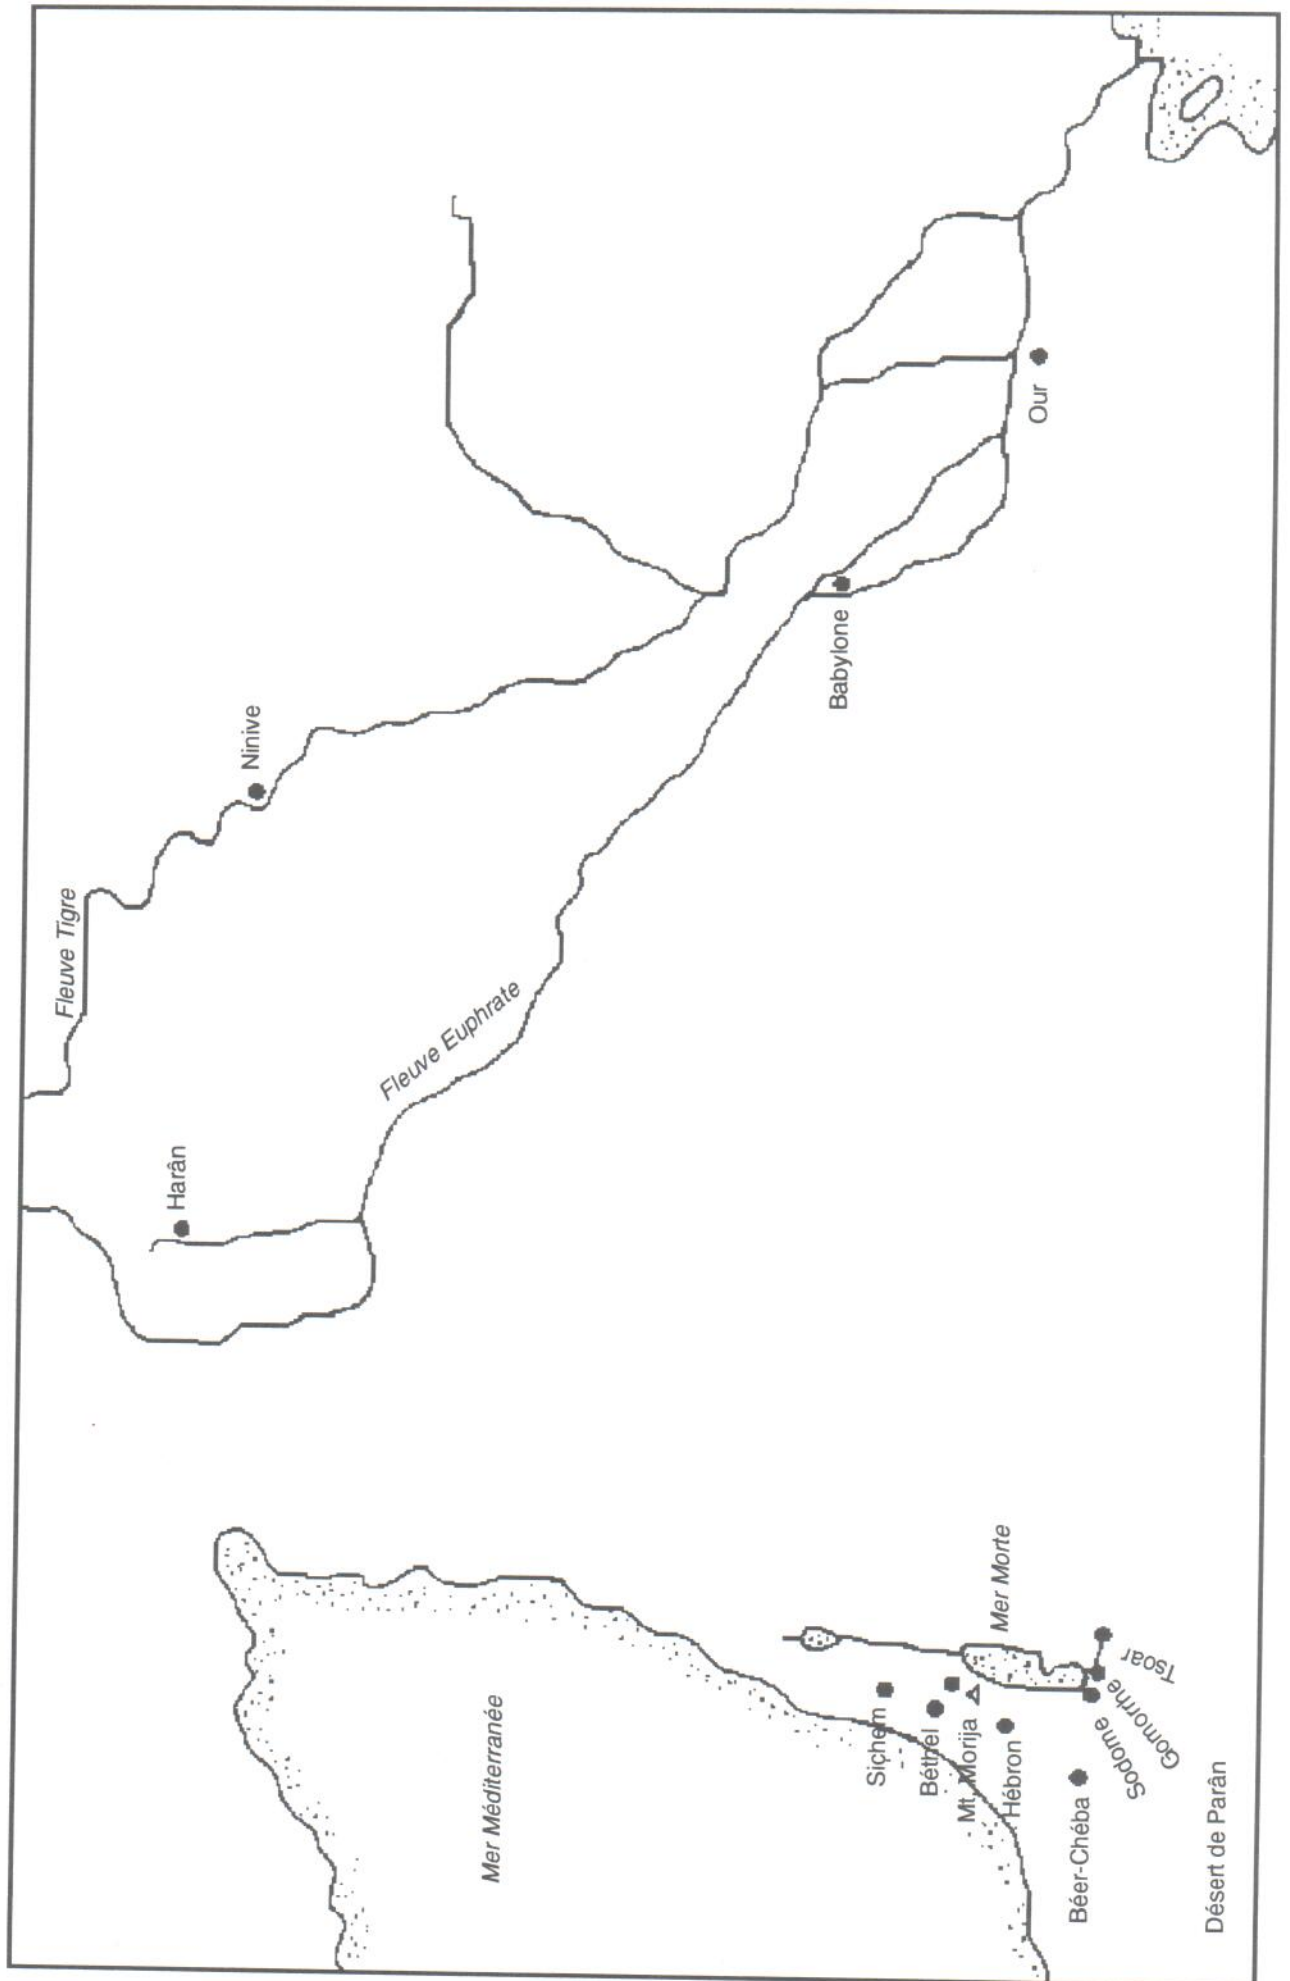 Fleuve Tigre
Harân
Ninive
Fleuve Euphrate
Babylone
Our
Mer Méditerranée
Sichem
Béthel
Mt Morija
Mer Morte
Hébron
Béer-Chéba
Sodome
Gomorrhe
Tsoar
Désert de Parân